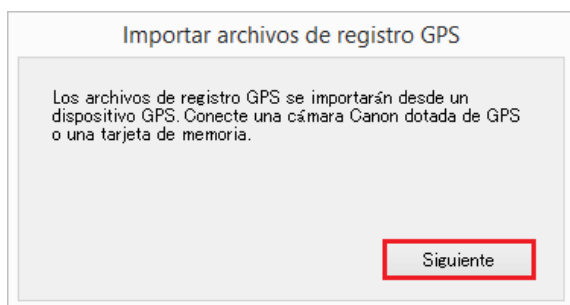 Importar archivos de registro GPS
Los archivos de registro GPS se importarán desde un
dispositivo GPS. Conecte una cámara Canon dotada de GPS
o una tarjeta de memoria.
Siguiente